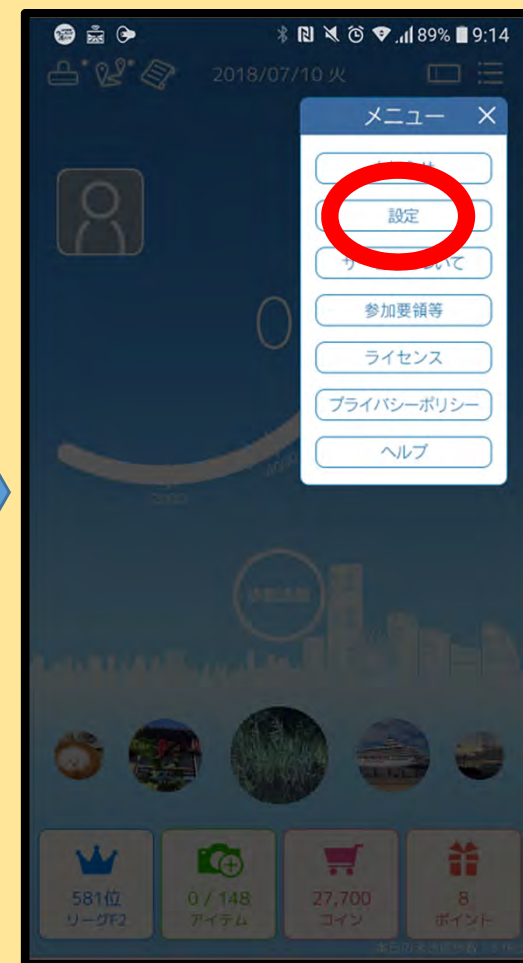 89% 9:14
2018/07/10 火
メニュー ×
設定
参加要領等
ライセンス
プライバシーポリシー
ヘルプ
0
2000
581位
リーグF2
0 / 148
アイテム
27,700
コイン
8
ポイント